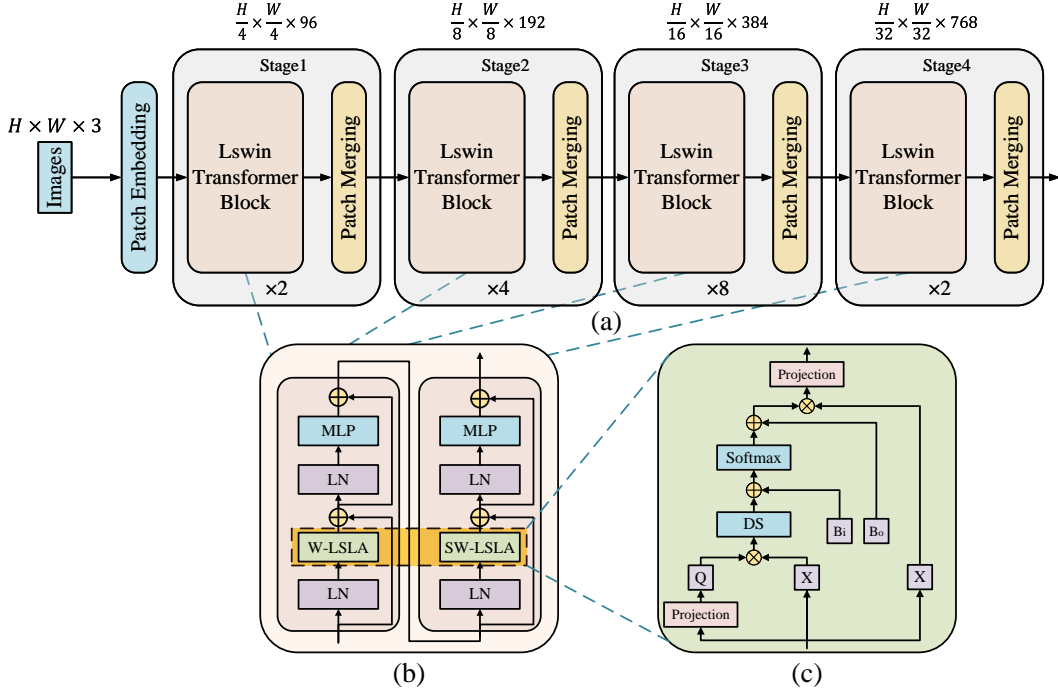 H/4 × W/4 × 96
H/8 × W/8 × 192
H/16 × W/16 × 384
H/32 × W/32 × 768
H × W × 3
Images
Patch Embedding
Stage1
Lswin
Transformer
Block
×2
Patch Merging
Stage2
Lswin
Transformer
Block
×4
Patch Merging
Stage3
Lswin
Transformer
Block
×8
Patch Merging
Stage4
Lswin
Transformer
Block
×2
Patch Merging
(a)
MLP
LN
W-LSLA
LN
MLP
LN
SW-LSLA
LN
(b)
Projection
Softmax
DS
Bi
Bo
Q
X
X
Projection
(c)